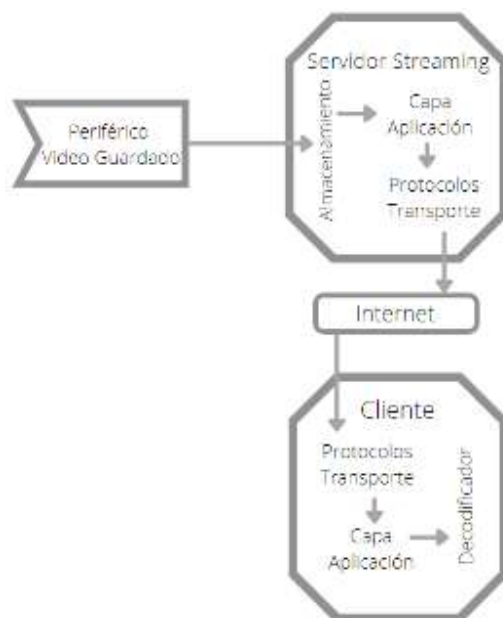 Servidor Streaming
Periférico
Video Guardado
Almacenamiento
Capa
Aplicación
Protocolos
Transporte
Internet
Cliente
Protocolos
Transporte
Capa
Aplicación
Decodificador